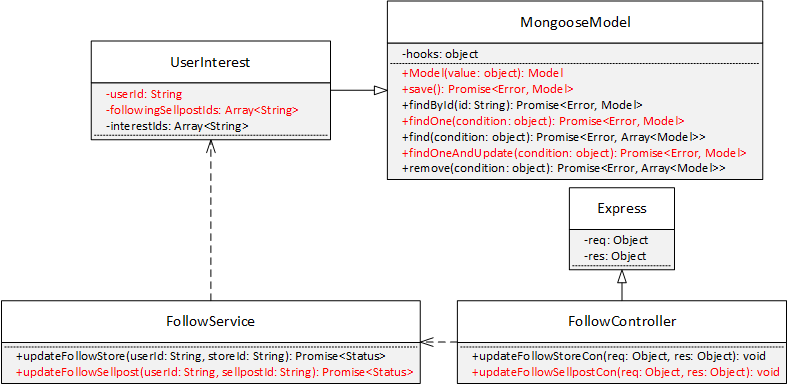 MongooseModel
-hooks: object
+Model(value: object): Model
+save(): Promise<Error, Model>
+findById(id: String): Promise<Error, Model>
+findOne(condition: object): Promise<Error, Model>
+find(condition: object): Promise<Error, Array<Model>>
+findOneAndUpdate(condition: object): Promise<Error, Model>
+remove(condition: object): Promise<Error, Array<Model>>
UserInterest
-userId: String
-followingSellpostIds: Array<String>
-interestIds: Array<String>
Express
-req: Object
-res: Object
FollowService
+updateFollowStore(userId: String, storeId: String): Promise<Status>
+updateFollowSellpost(userId: String, sellpostId: String): Promise<Status>
FollowController
+updateFollowStoreCon(req: Object, res: Object): void
+updateFollowSellpostCon(req: Object, res: Object): void